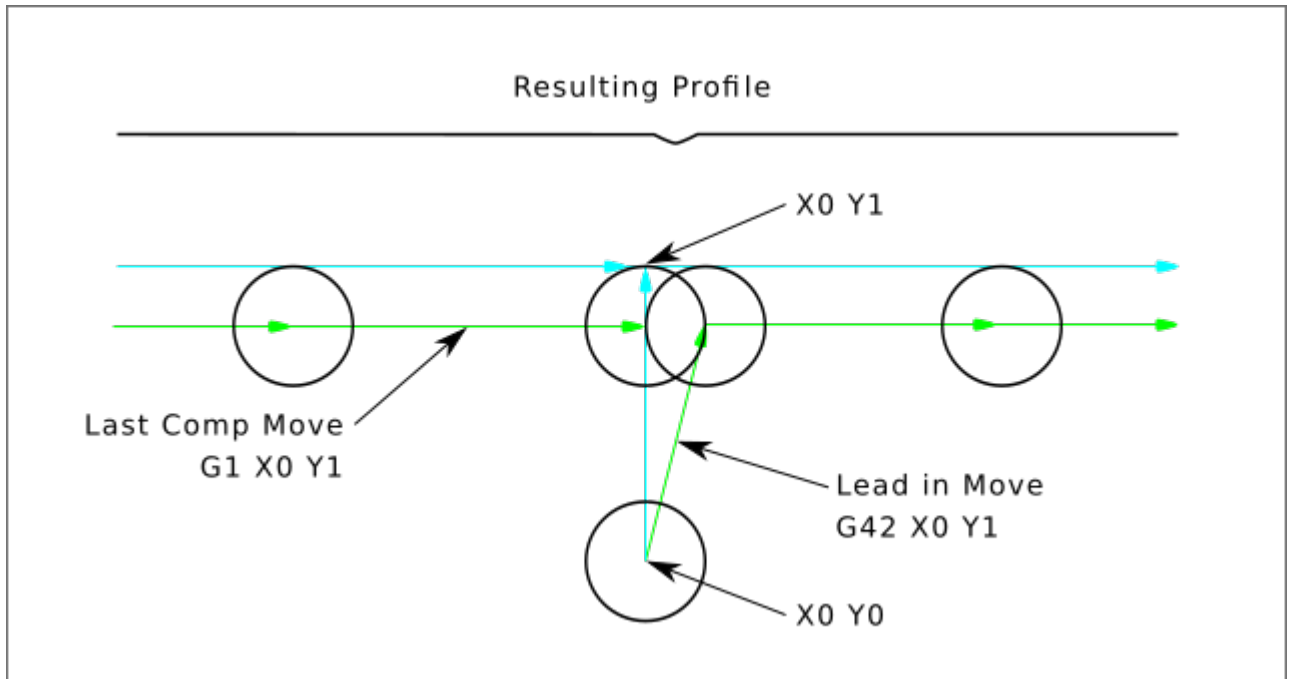 Resulting Profile
X0 Y1
Last Comp Move
G1 X0 Y1
Lead in Move
G42 X0 Y1
X0 Y0